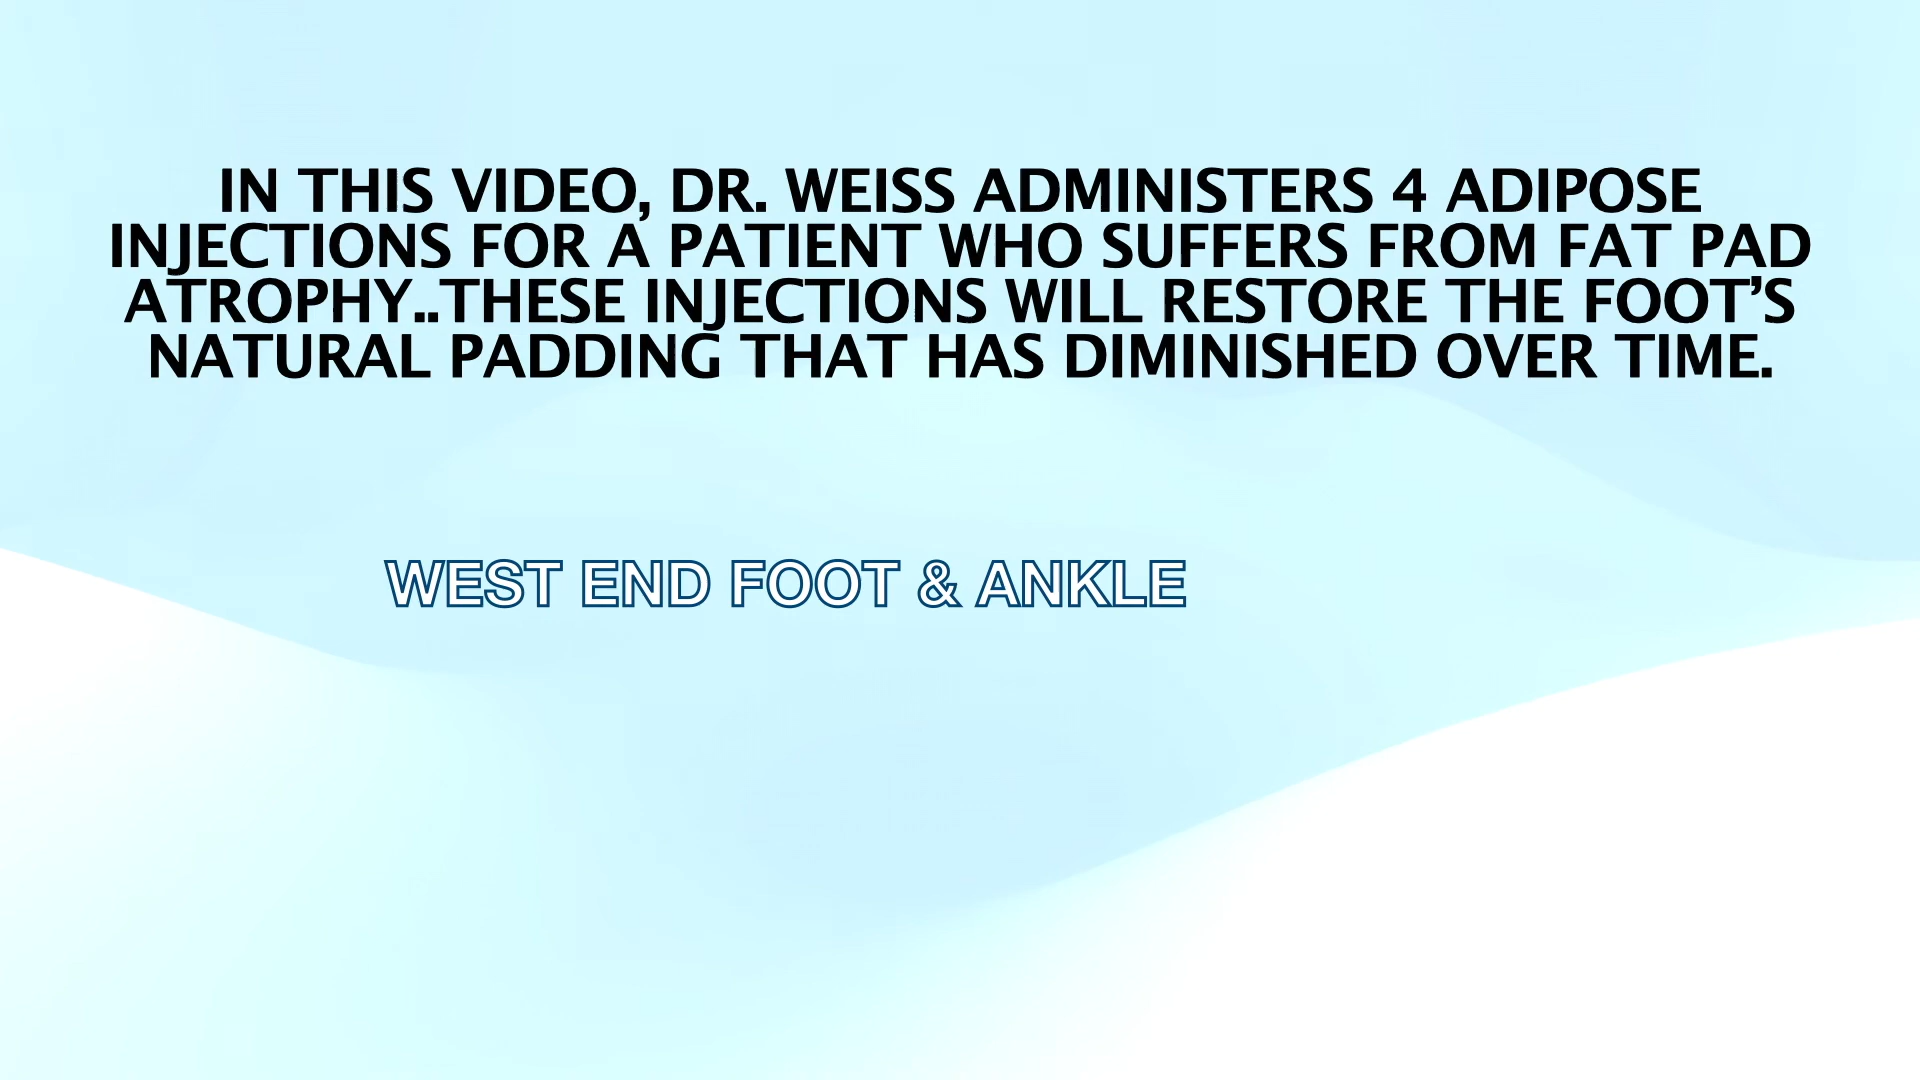 IN THIS VIDEO, DR. WEISS ADMINISTERS 4 ADIPOSE
INJECTIONS FOR A PATIENT WHO SUFFERS FROM FAT PAD
ATROPHY..THESE INJECTIONS WILL RESTORE THE FOOT’S
NATURAL PADDING THAT HAS DIMINISHED OVER TIME.
WEST END FOOT & ANKLE